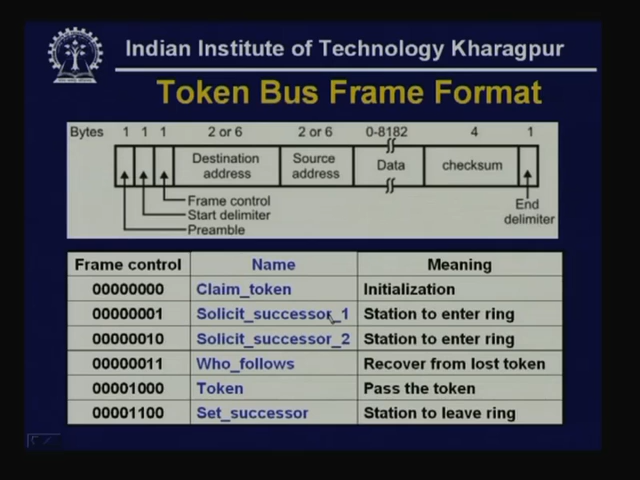 Indian Institute of Technology Kharagpur
Token Bus Frame Format
Bytes 1 1 1 2 or 6 2 or 6 0-8182 4 1
Destination address Source address Data checksum
Frame control
Start delimiter
Preamble
End delimiter
Frame control Name Meaning
00000000 Claim_token Initialization
00000001 Solicit_successor_1 Station to enter ring
00000010 Solicit_successor_2 Station to enter ring
00000011 Who_follows Recover from lost token
00001000 Token Pass the token
00001100 Set_successor Station to leave ring